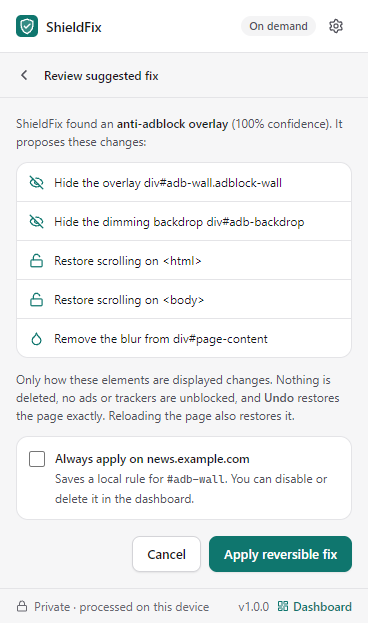 ShieldFix
On demand
Review suggested fix
ShieldFix found an anti-adblock overlay (100% confidence). It
proposes these changes:
Hide the overlay div#adb-wall.adblock-wall
Hide the dimming backdrop div#adb-backdrop
Restore scrolling on <html>
Restore scrolling on <body>
Remove the blur from div#page-content
Only how these elements are displayed changes. Nothing is
deleted, no ads or trackers are unblocked, and Undo restores
the page exactly. Reloading the page also restores it.
Always apply on news.example.com
Saves a local rule for #adb-wall. You can disable or
delete it in the dashboard.
Cancel
Apply reversible fix
Private · processed on this device
v1.0.0
Dashboard